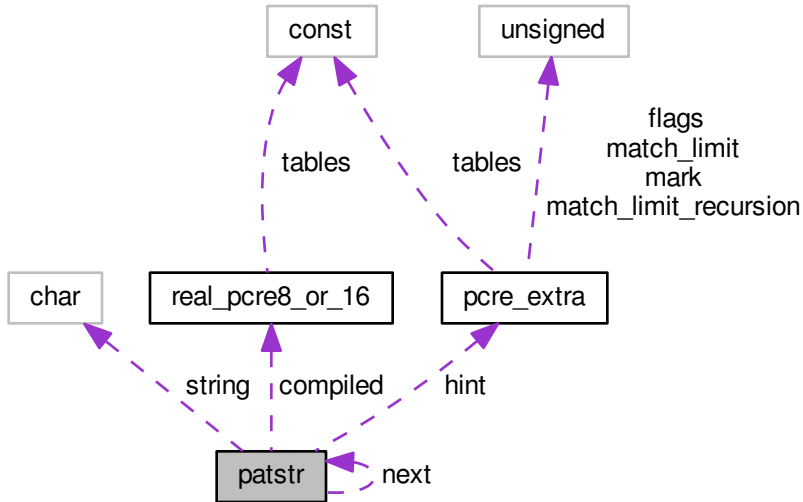 const
unsigned
flags
match_limit
mark
match_limit_recursion
tables
tables
char
real_pcre8_or_16
pcre_extra
string
compiled
hint
patstr
next